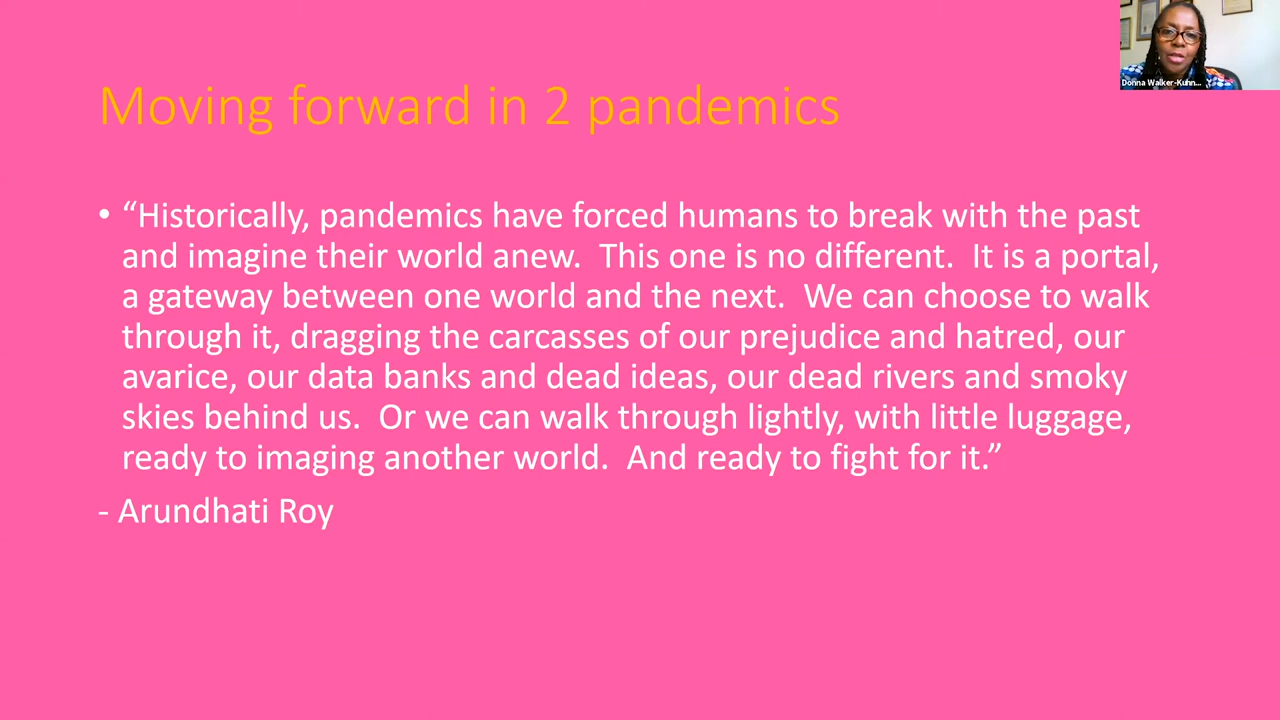 Moving forward in 2 pandemics
• “Historically, pandemics have forced humans to break with the past
and imagine their world anew.  This one is no different.  It is a portal,
a gateway between one world and the next.  We can choose to walk
through it, dragging the carcasses of our prejudice and hatred, our
avarice, our data banks and dead ideas, our dead rivers and smoky
skies behind us.  Or we can walk through lightly, with little luggage,
ready to imaging another world.  And ready to fight for it.”
- Arundhati Roy
Donna Walker-Kuhn...